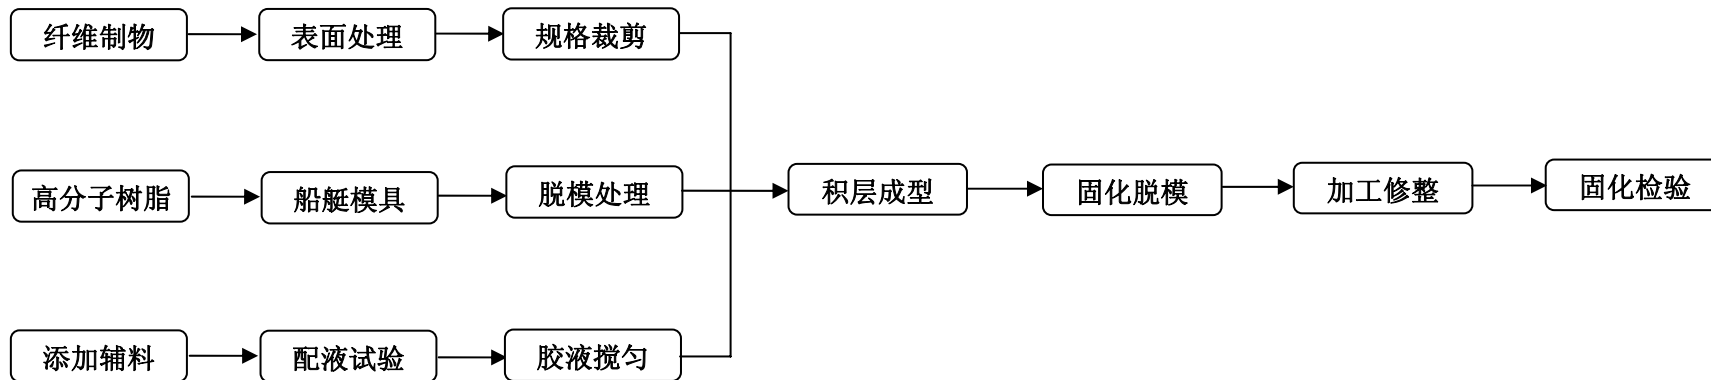 纤维制物
表面处理
规格裁剪
高分子树脂
船艇模具
脱模处理
积层成型
固化脱模
加工修整
固化检验
添加辅料
配液试验
胶液搅匀